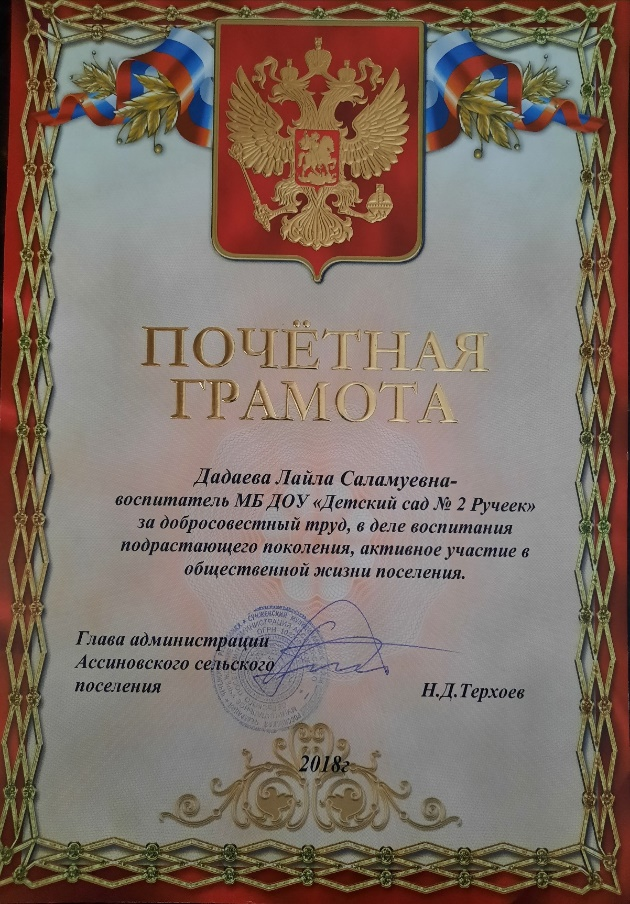 ПОЧЁТНАЯ
ГРАМОТА
Дадаева Лайла Саламуевна-
воспитатель МБ ДОУ «Детский сад № 2 Ручеек»
за добросовестный труд, в деле воспитания
подрастающего поколения, активное участие в
общественной жизни поселения.
Глава администрации
Ассиновского сельского
поселения
Н.Д.Терхоев
2018г